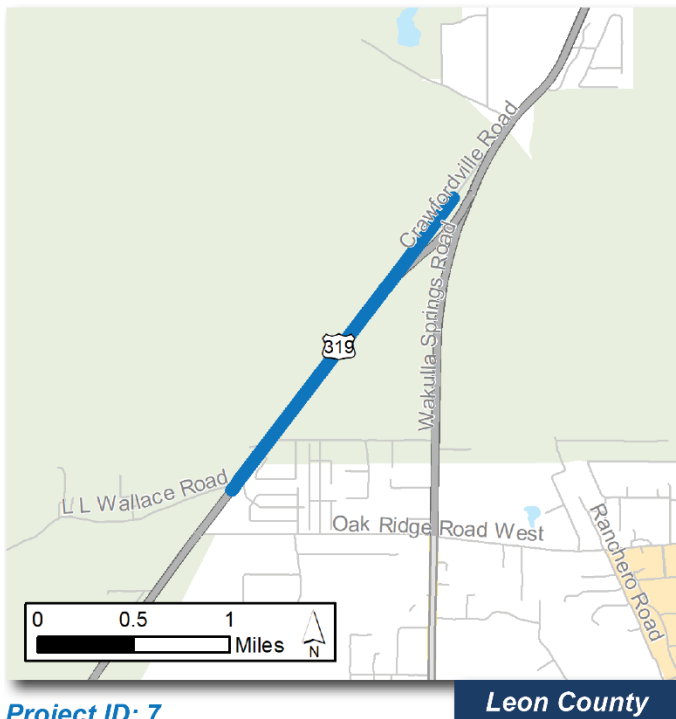 Crawfordville Road
Wakulla Springs Road
319
L L Wallace Road
Oak Ridge Road West
Ranchero Road
0 0.5 1
Miles
N
Project ID: 7
Leon County